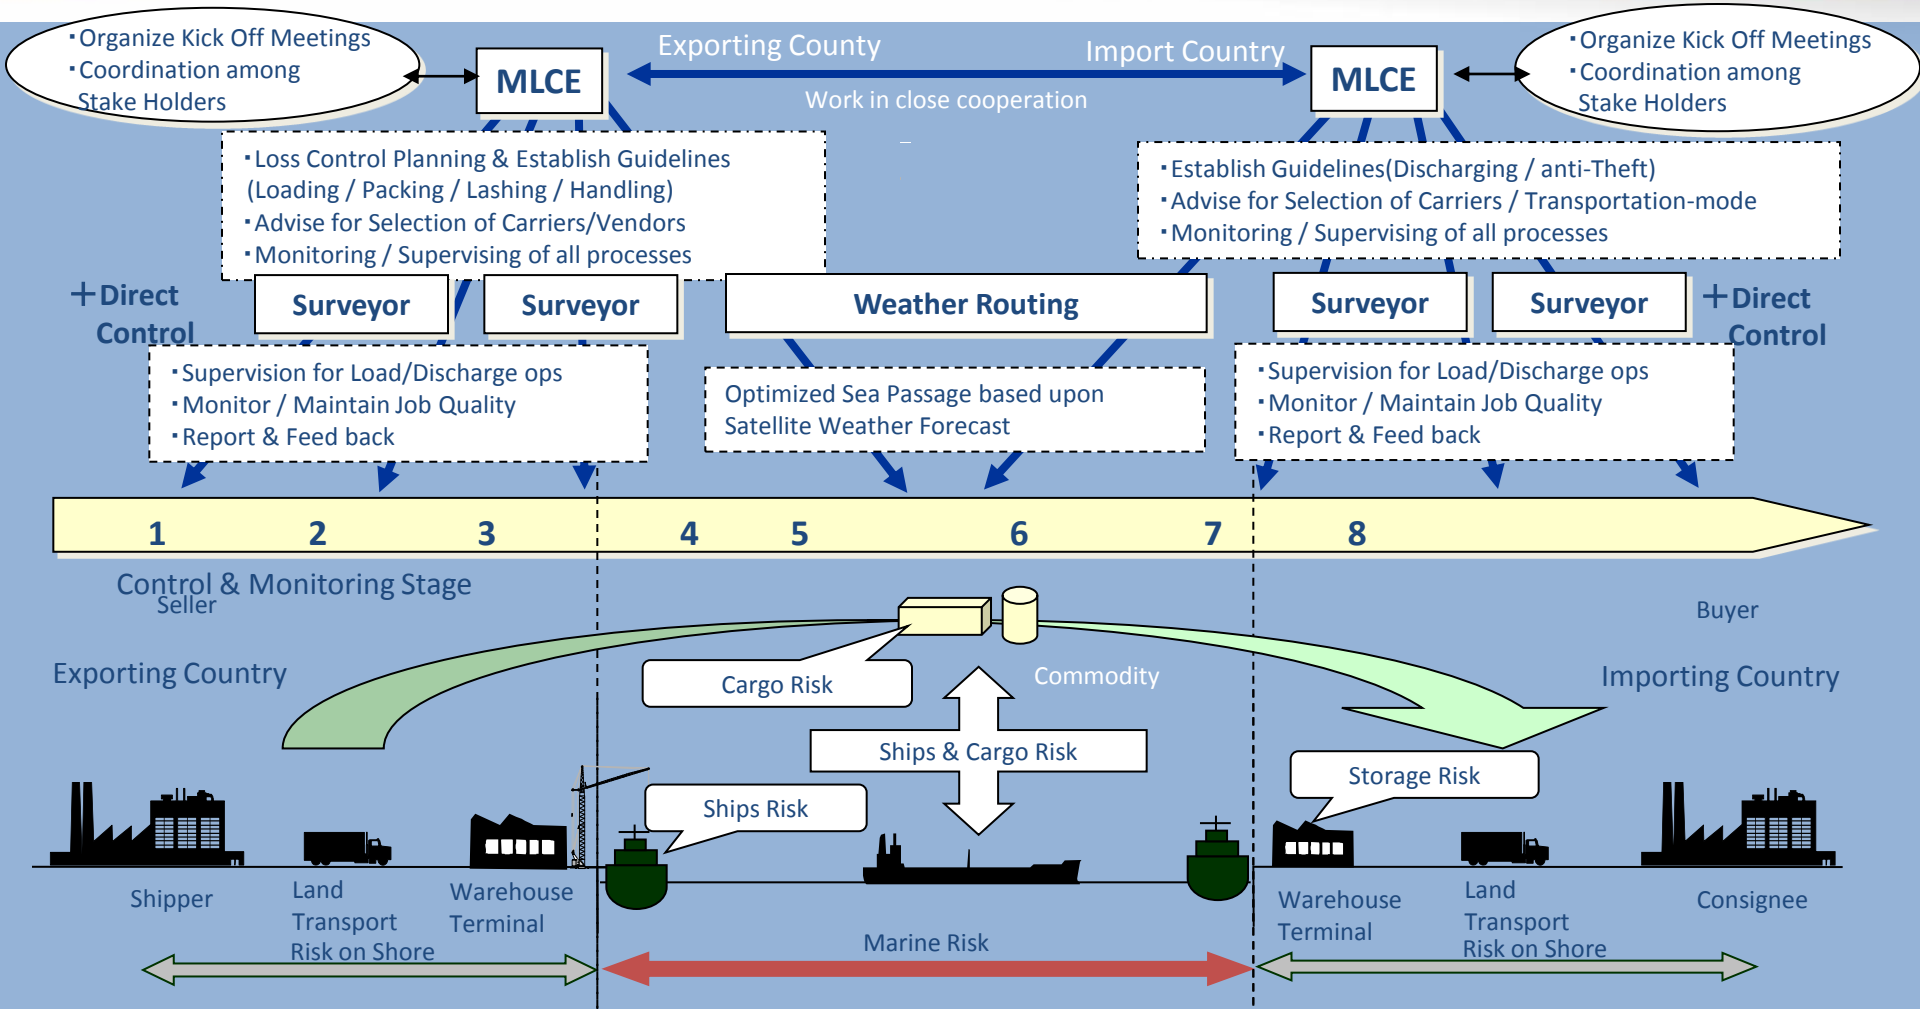 ・Organize Kick Off Meetings
・Coordination among
Stake Holders
MLCE
Exporting County
Import Country
Work in close cooperation
MLCE
・Organize Kick Off Meetings
・Coordination among
Stake Holders
・Loss Control Planning & Establish Guidelines
(Loading / Packing / Lashing / Handling)
・Advise for Selection of Carriers/Vendors
・Monitoring / Supervising of all processes
・Establish Guidelines(Discharging / anti-Theft)
・Advise for Selection of Carriers / Transportation-mode
・Monitoring / Supervising of all processes
+Direct
Control
Surveyor
Surveyor
Weather Routing
Surveyor
Surveyor
+Direct
Control
・Supervision for Load/Discharge ops
・Monitor / Maintain Job Quality
・Report & Feed back
Optimized Sea Passage based upon
Satellite Weather Forecast
・Supervision for Load/Discharge ops
・Monitor / Maintain Job Quality
・Report & Feed back
1 2 3 4 5 6 7 8
Control & Monitoring Stage
Seller
Buyer
Exporting Country
Cargo Risk
Commodity
Importing Country
Ships & Cargo Risk
Storage Risk
Ships Risk
Shipper
Land
Transport
Risk on Shore
Warehouse
Terminal
Marine Risk
Warehouse
Terminal
Land
Transport
Risk on Shore
Consignee